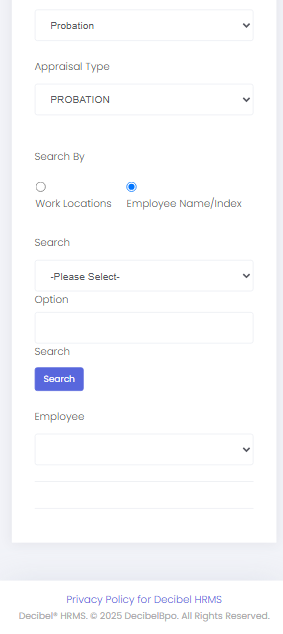 Probation
Appraisal Type
PROBATION
Search By
Work Locations Employee Name/Index
Search
-Please Select-
Option
Search
Search
Employee
Privacy Policy for Decibel HRMS
Decibel® HRMS. © 2025 DecibelBpo. All Rights Reserved.